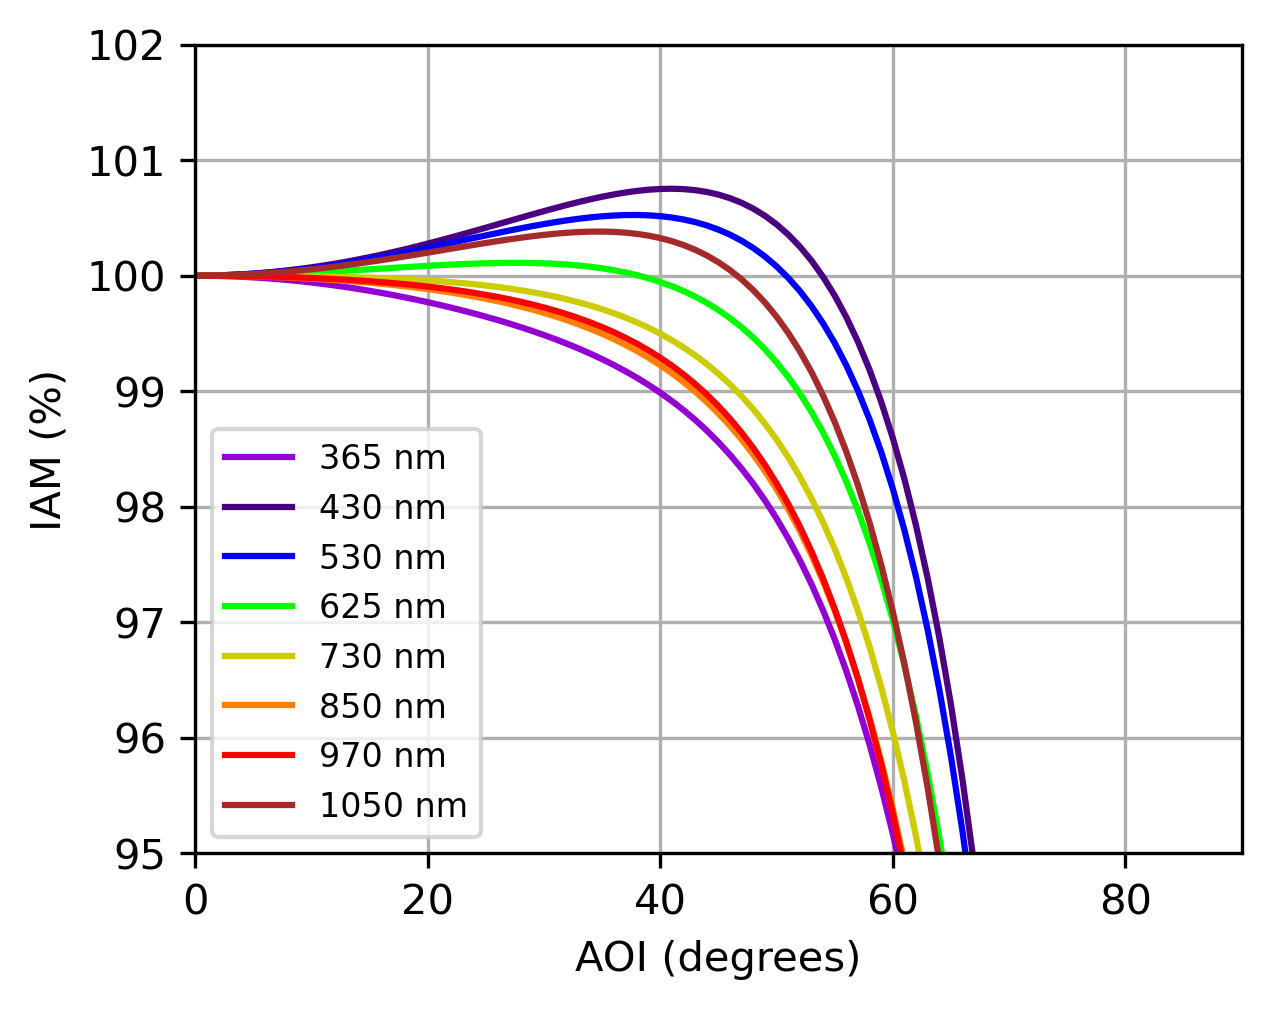 102
101
100
99
98
97
96
95
IAM (%)
365 nm
430 nm
530 nm
625 nm
730 nm
850 nm
970 nm
1050 nm
0 20 40 60 80
AOI (degrees)